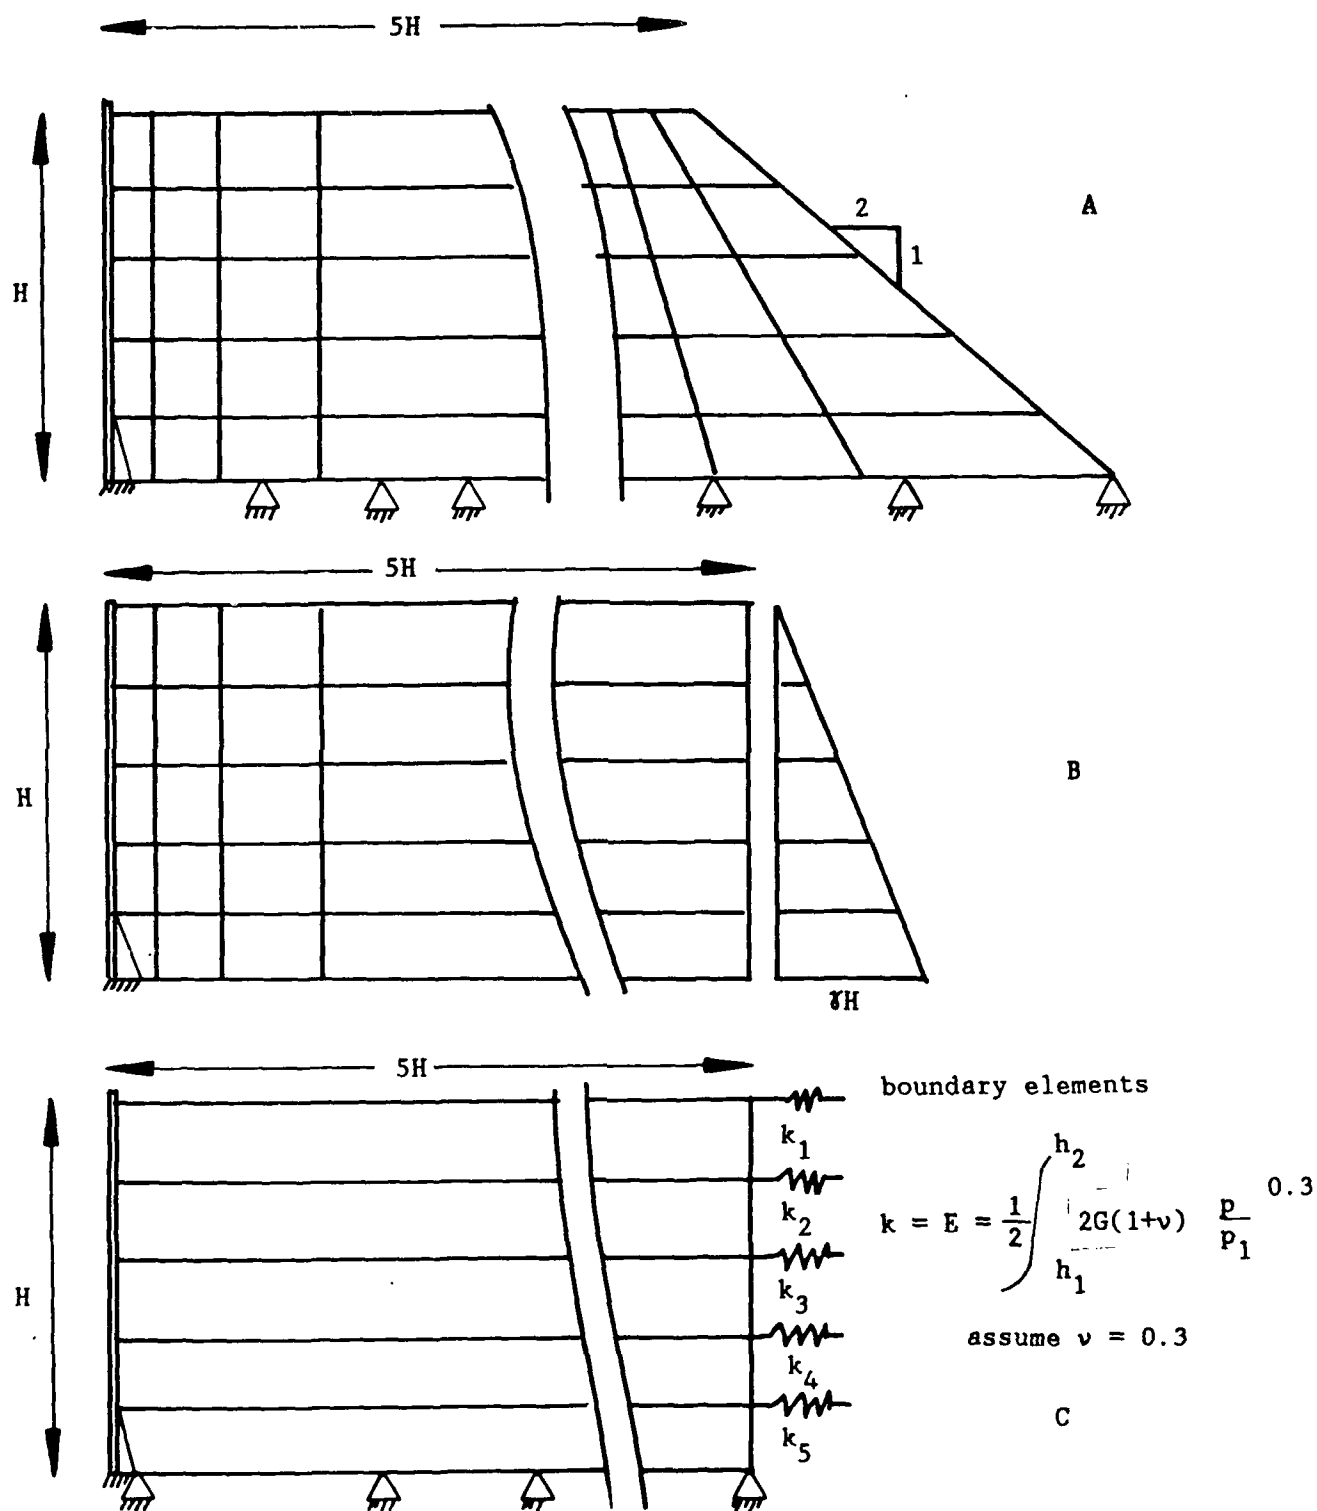 5H
H
2
1
A
5H
H
B
γH
5H
H
boundary elements
k1
k2
k3
k4
k5
k = E = 1/2 ∫ h2 h1 2G(1+ν) p/p1 0.3
assume ν = 0.3
C